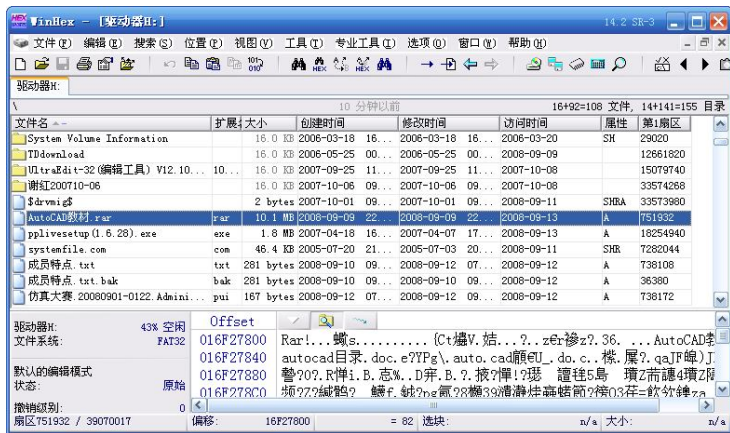 WinHex - [驱动器H:]
14.2 SR-3
文件(F) 编辑(E) 搜索(S) 位置(P) 视图(V) 工具(T) 专业工具(I) 选项(O) 窗口(W) 帮助(H)
驱动器H:
\ 10 分钟以前 16+92=108 文件, 14+141=155 目录
文件名 扩展 大小 创建时间 修改时间 访问时间 属性 第1扇区
System Volume Information 16.0 KB 2006-03-18 16... 2006-03-18 16... 2006-03-20 SH 29020
TDdownload 16.0 KB 2006-05-25 00... 2006-05-25 00... 2008-09-09 12661820
UltraEdit-32(编辑工具) V12.10... 10... 16.0 KB 2007-09-25 11... 2007-09-25 11... 2007-10-08 15079740
谢红200710-06 16.0 KB 2007-10-06 09... 2007-10-06 09... 2007-10-08 33574268
$drvmig$ 2 bytes 2007-10-01 09... 2007-10-01 09... 2008-09-11 SHRA 33573980
AutoCAD教材.rar rar 10.1 MB 2008-09-09 22... 2008-09-09 22... 2008-09-13 A 751932
pplivesetup(1.6.28).exe exe 1.8 MB 2007-04-18 16... 2007-04-07 17... 2008-09-13 A 18254940
systemfile.com com 46.4 KB 2005-07-20 21... 2005-07-03 20... 2008-09-11 SHR 7282044
成员特点.txt txt 281 bytes 2008-09-10 09... 2008-09-12 07... 2008-09-12 A 738108
成员特点.txt.bak bak 281 bytes 2008-09-10 09... 2008-09-10 09... 2008-09-12 A 36380
仿真大赛.20080901-0122.Admini... pui 167 bytes 2008-09-12 07... 2008-09-12 09... 2008-09-12 A 738172
驱动器H: 43% 空闲
文件系统: FAT32
默认的编辑模式
状态: 原始
撤销级别: 0
Offset
016F27800 Rar!...
016F27840 autocad目录.doc.
016F27880
016F278C0
扇区751932 / 39070017 偏移: 16F27800 = 82 选块: n/a 大小: n/a